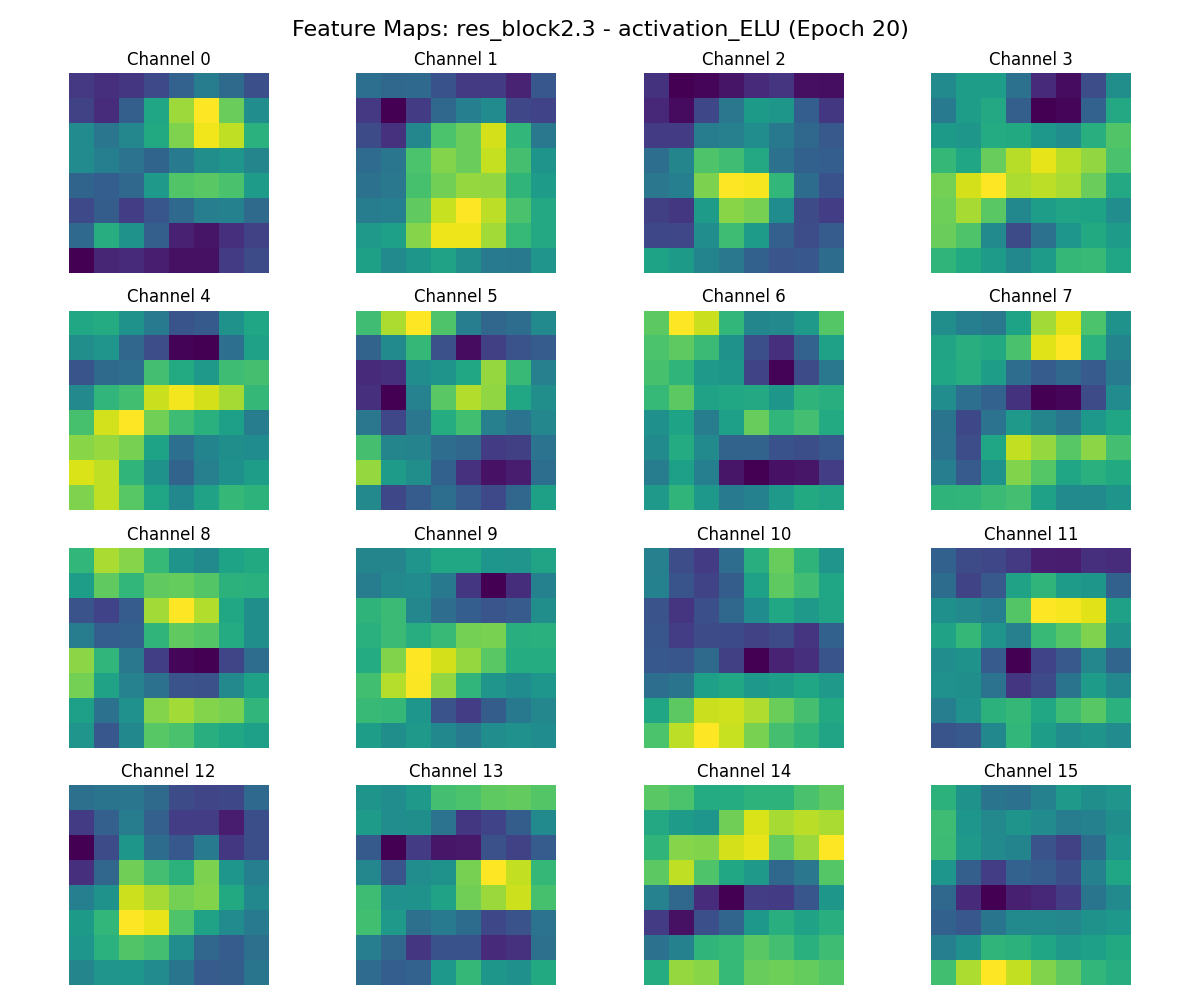 Feature Maps: res_block2.3 - activation_ELU (Epoch 20)
Channel 0
Channel 1
Channel 2
Channel 3
Channel 4
Channel 5
Channel 6
Channel 7
Channel 8
Channel 9
Channel 10
Channel 11
Channel 12
Channel 13
Channel 14
Channel 15